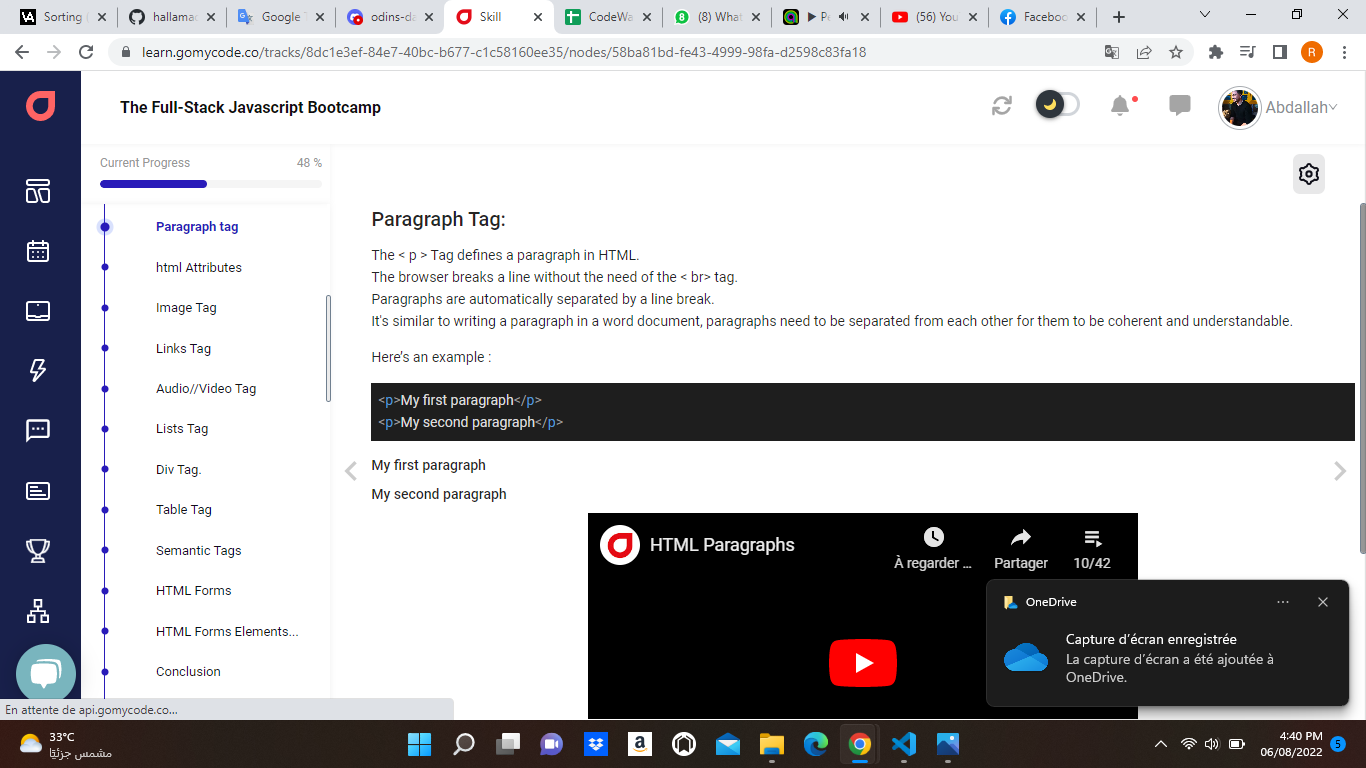 Sorting
hallamac
Google T
odins-da
Skill
CodeWa
(8) What
Pe
(56) You
Faceboo
learn.gomycode.co/tracks/8dc1e3ef-84e7-40bc-b677-c1c58160ee35/nodes/58ba81bd-fe43-4999-98fa-d2598c83fa18
R
The Full-Stack Javascript Bootcamp
Abdallah
Current Progress 48 %
Paragraph tag
html Attributes
Image Tag
Links Tag
Audio//Video Tag
Lists Tag
Div Tag.
Table Tag
Semantic Tags
HTML Forms
HTML Forms Elements...
Conclusion
Paragraph Tag:
The < p > Tag defines a paragraph in HTML.
The browser breaks a line without the need of the < br> tag.
Paragraphs are automatically separated by a line break.
It's similar to writing a paragraph in a word document, paragraphs need to be separated from each other for them to be coherent and understandable.
Here's an example :
<p>My first paragraph</p>
<p>My second paragraph</p>
My first paragraph
My second paragraph
HTML Paragraphs
À regarder ...
Partager
10/42
OneDrive
Capture d'écran enregistrée
La capture d'écran a été ajoutée à
OneDrive.
En attente de api.gomycode.co...
33°C
مشمس جزئيًا
4:40 PM
06/08/2022
5